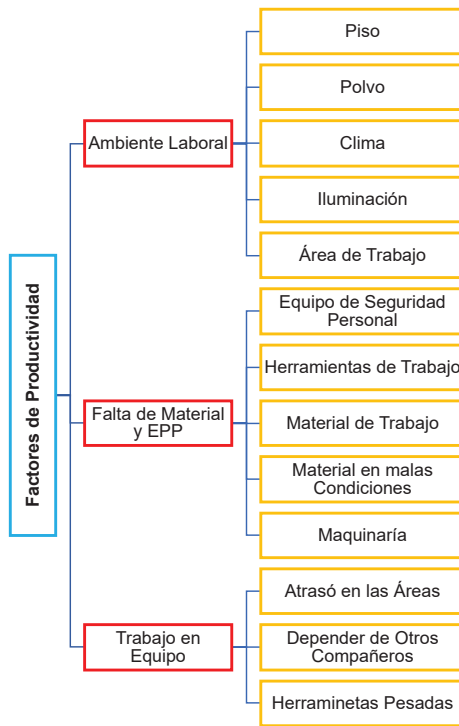 Factores de Productividad
Ambiente Laboral
Piso
Polvo
Clima
Iluminación
Área de Trabajo
Falta de Material
y EPP
Equipo de Seguridad
Personal
Herramientas de Trabajo
Material de Trabajo
Material en malas
Condiciones
Maquinaría
Trabajo en
Equipo
Atrasó en las Áreas
Depender de Otros
Compañeros
Herraminetas Pesadas